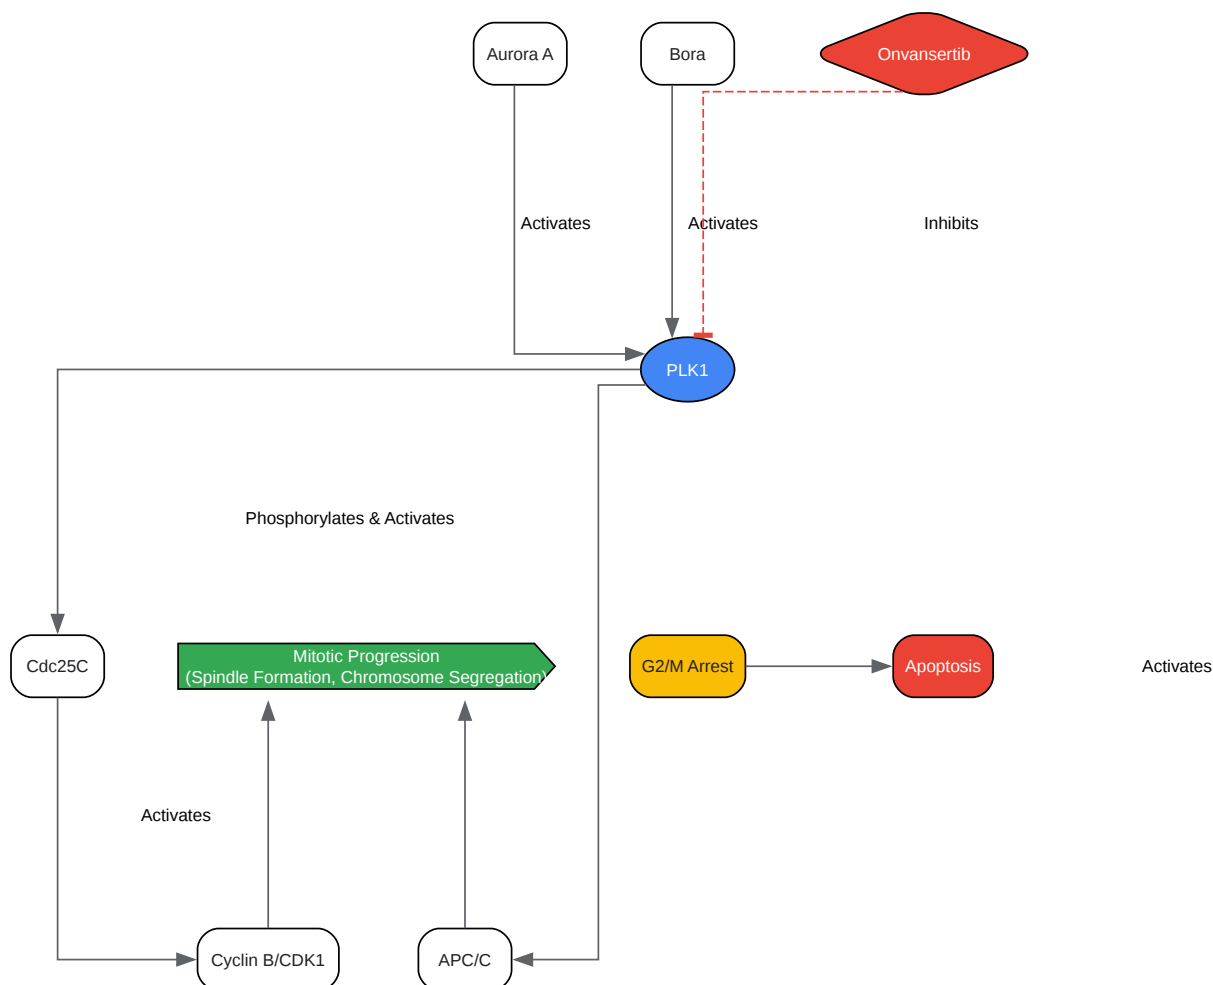 Aurora A
Bora
Onvansertib
Activates
Activates
Inhibits
PLK1
Phosphorylates & Activates
Cdc25C
Mitotic Progression
(Spindle Formation, Chromosome Segregation)
G2/M Arrest
Apoptosis
Activates
Activates
Cyclin B/CDK1
APC/C